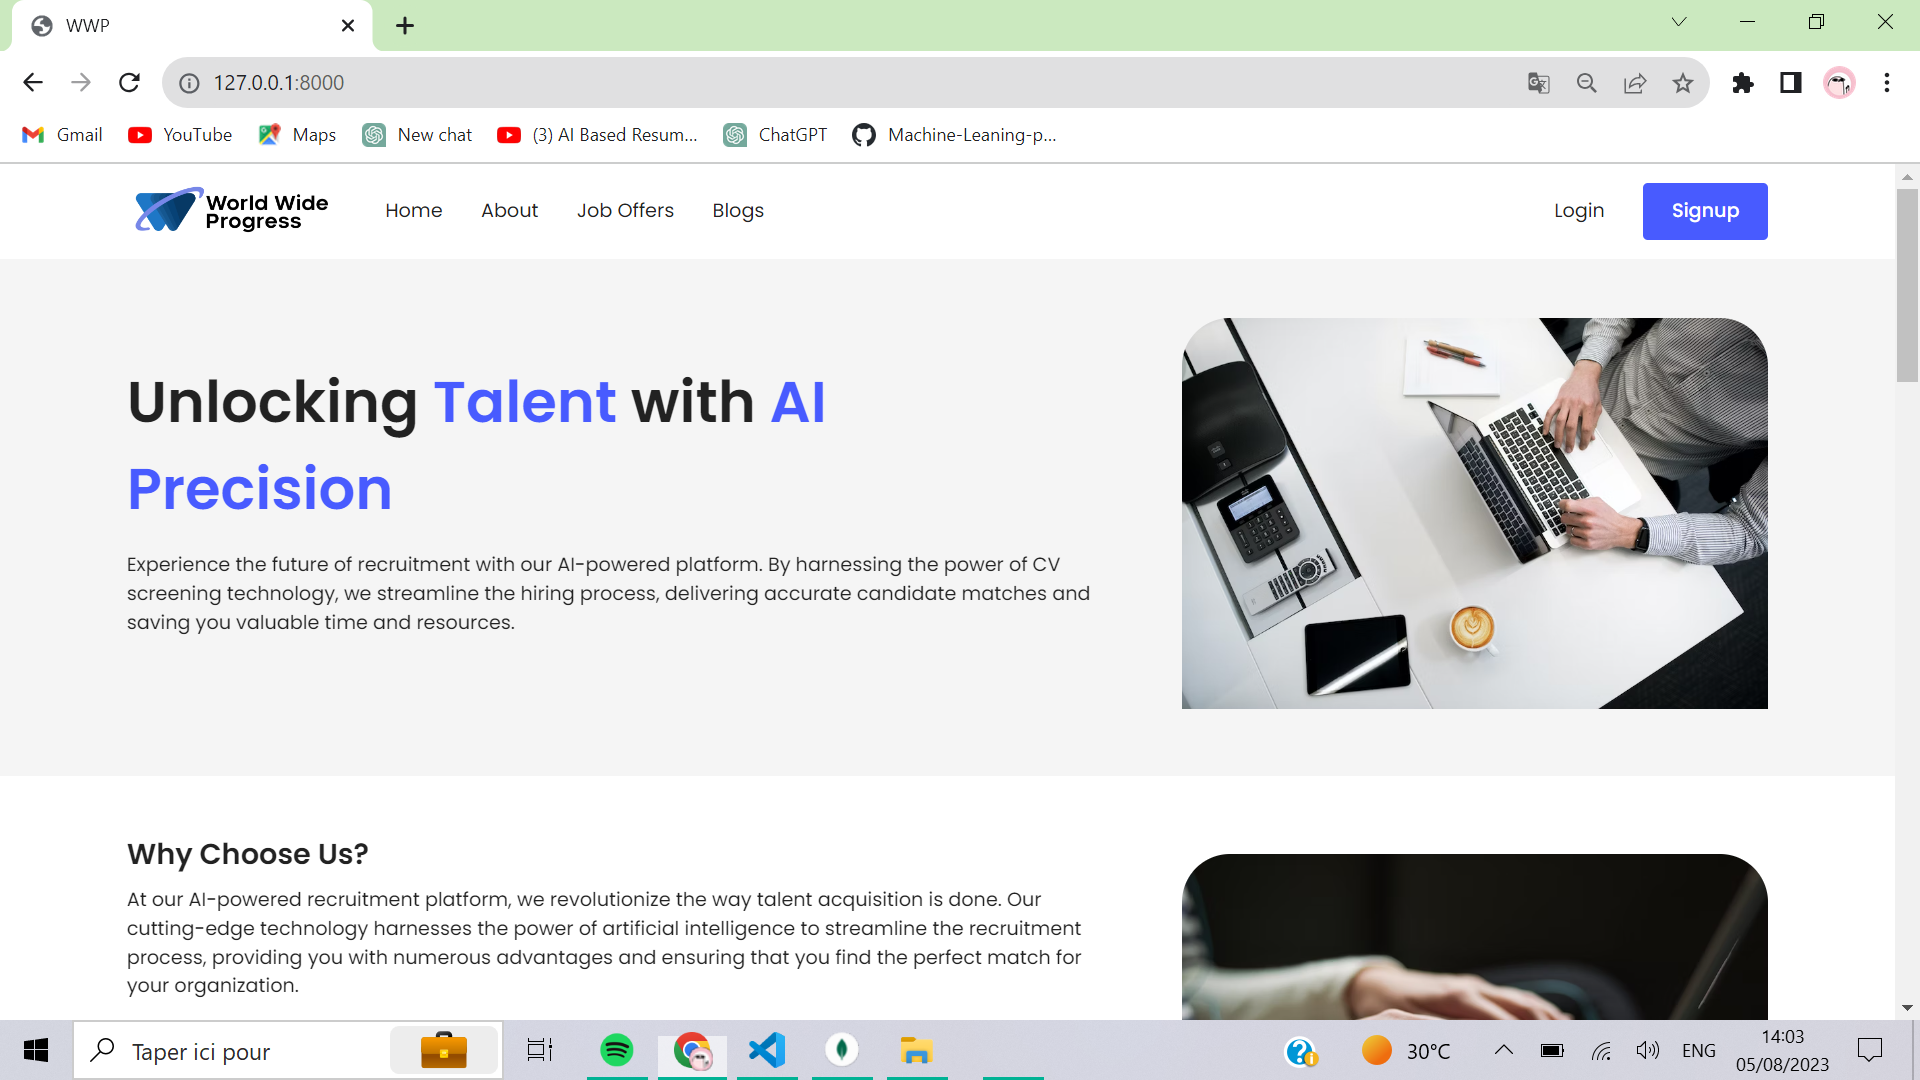 WWP
127.0.0.1:8000
Gmail
YouTube
Maps
New chat
(3) AI Based Resum...
ChatGPT
Machine-Leaning-p...
World Wide
Progress
Home
About
Job Offers
Blogs
Login
Signup
Unlocking Talent with AI
Precision
Experience the future of recruitment with our AI-powered platform. By harnessing the power of CV
screening technology, we streamline the hiring process, delivering accurate candidate matches and
saving you valuable time and resources.
Why Choose Us?
At our AI-powered recruitment platform, we revolutionize the way talent acquisition is done. Our
cutting-edge technology harnesses the power of artificial intelligence to streamline the recruitment
process, providing you with numerous advantages and ensuring that you find the perfect match for
your organization.
Taper ici pour
30°C
ENG
14:03
05/08/2023